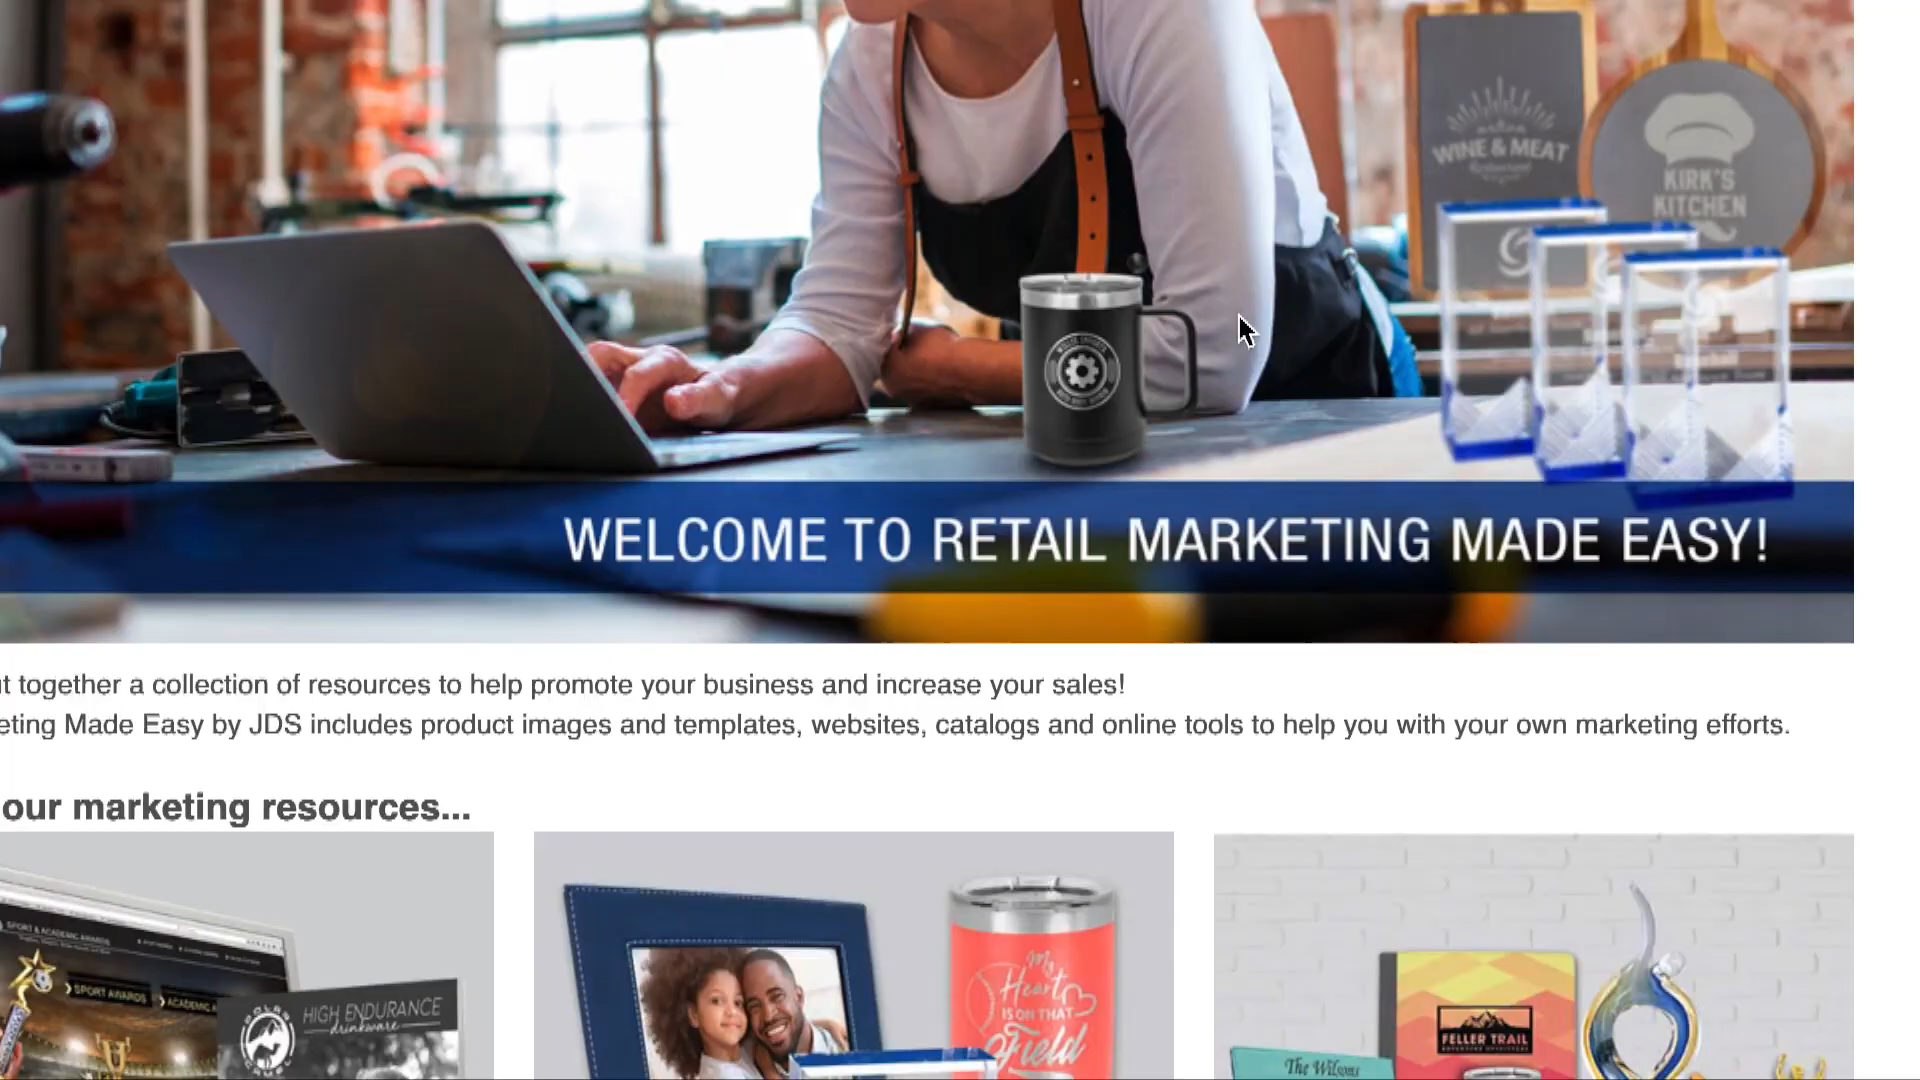 WINE & MEAT
KIRK'S
KITCHEN
WELCOME TO RETAIL MARKETING MADE EASY!
together a collection of resources to help promote your business and increase your sales!
Made Easy by JDS includes product images and templates, websites, catalogs and online tools to help you with your own marketing efforts.
our marketing resources...
SPORT & ACADEMIC AWARDS
SPORT AWARDS
HIGH ENDURANCE
drinkware
POLAR
CAMEL
My
Heart
IS ON THAT
Field
FELLER TRAIL
The Wilsons